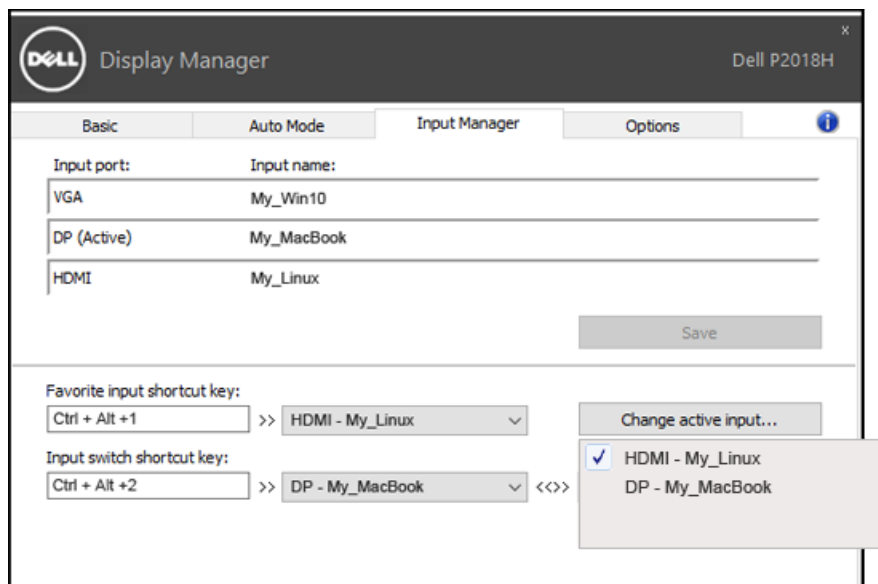 DELL Display Manager
x
Dell P2018H
Basic Auto Mode Input Manager Options i
Input port: Input name:
VGA My_Win10
DP (Active) My_MacBook
HDMI My_Linux
Save
Favorite input shortcut key:
Ctrl + Alt +1 >> HDMI - My_Linux Change active input...
Input switch shortcut key:
Ctrl + Alt +2 >> DP - My_MacBook <<>>
HDMI - My_Linux
DP - My_MacBook